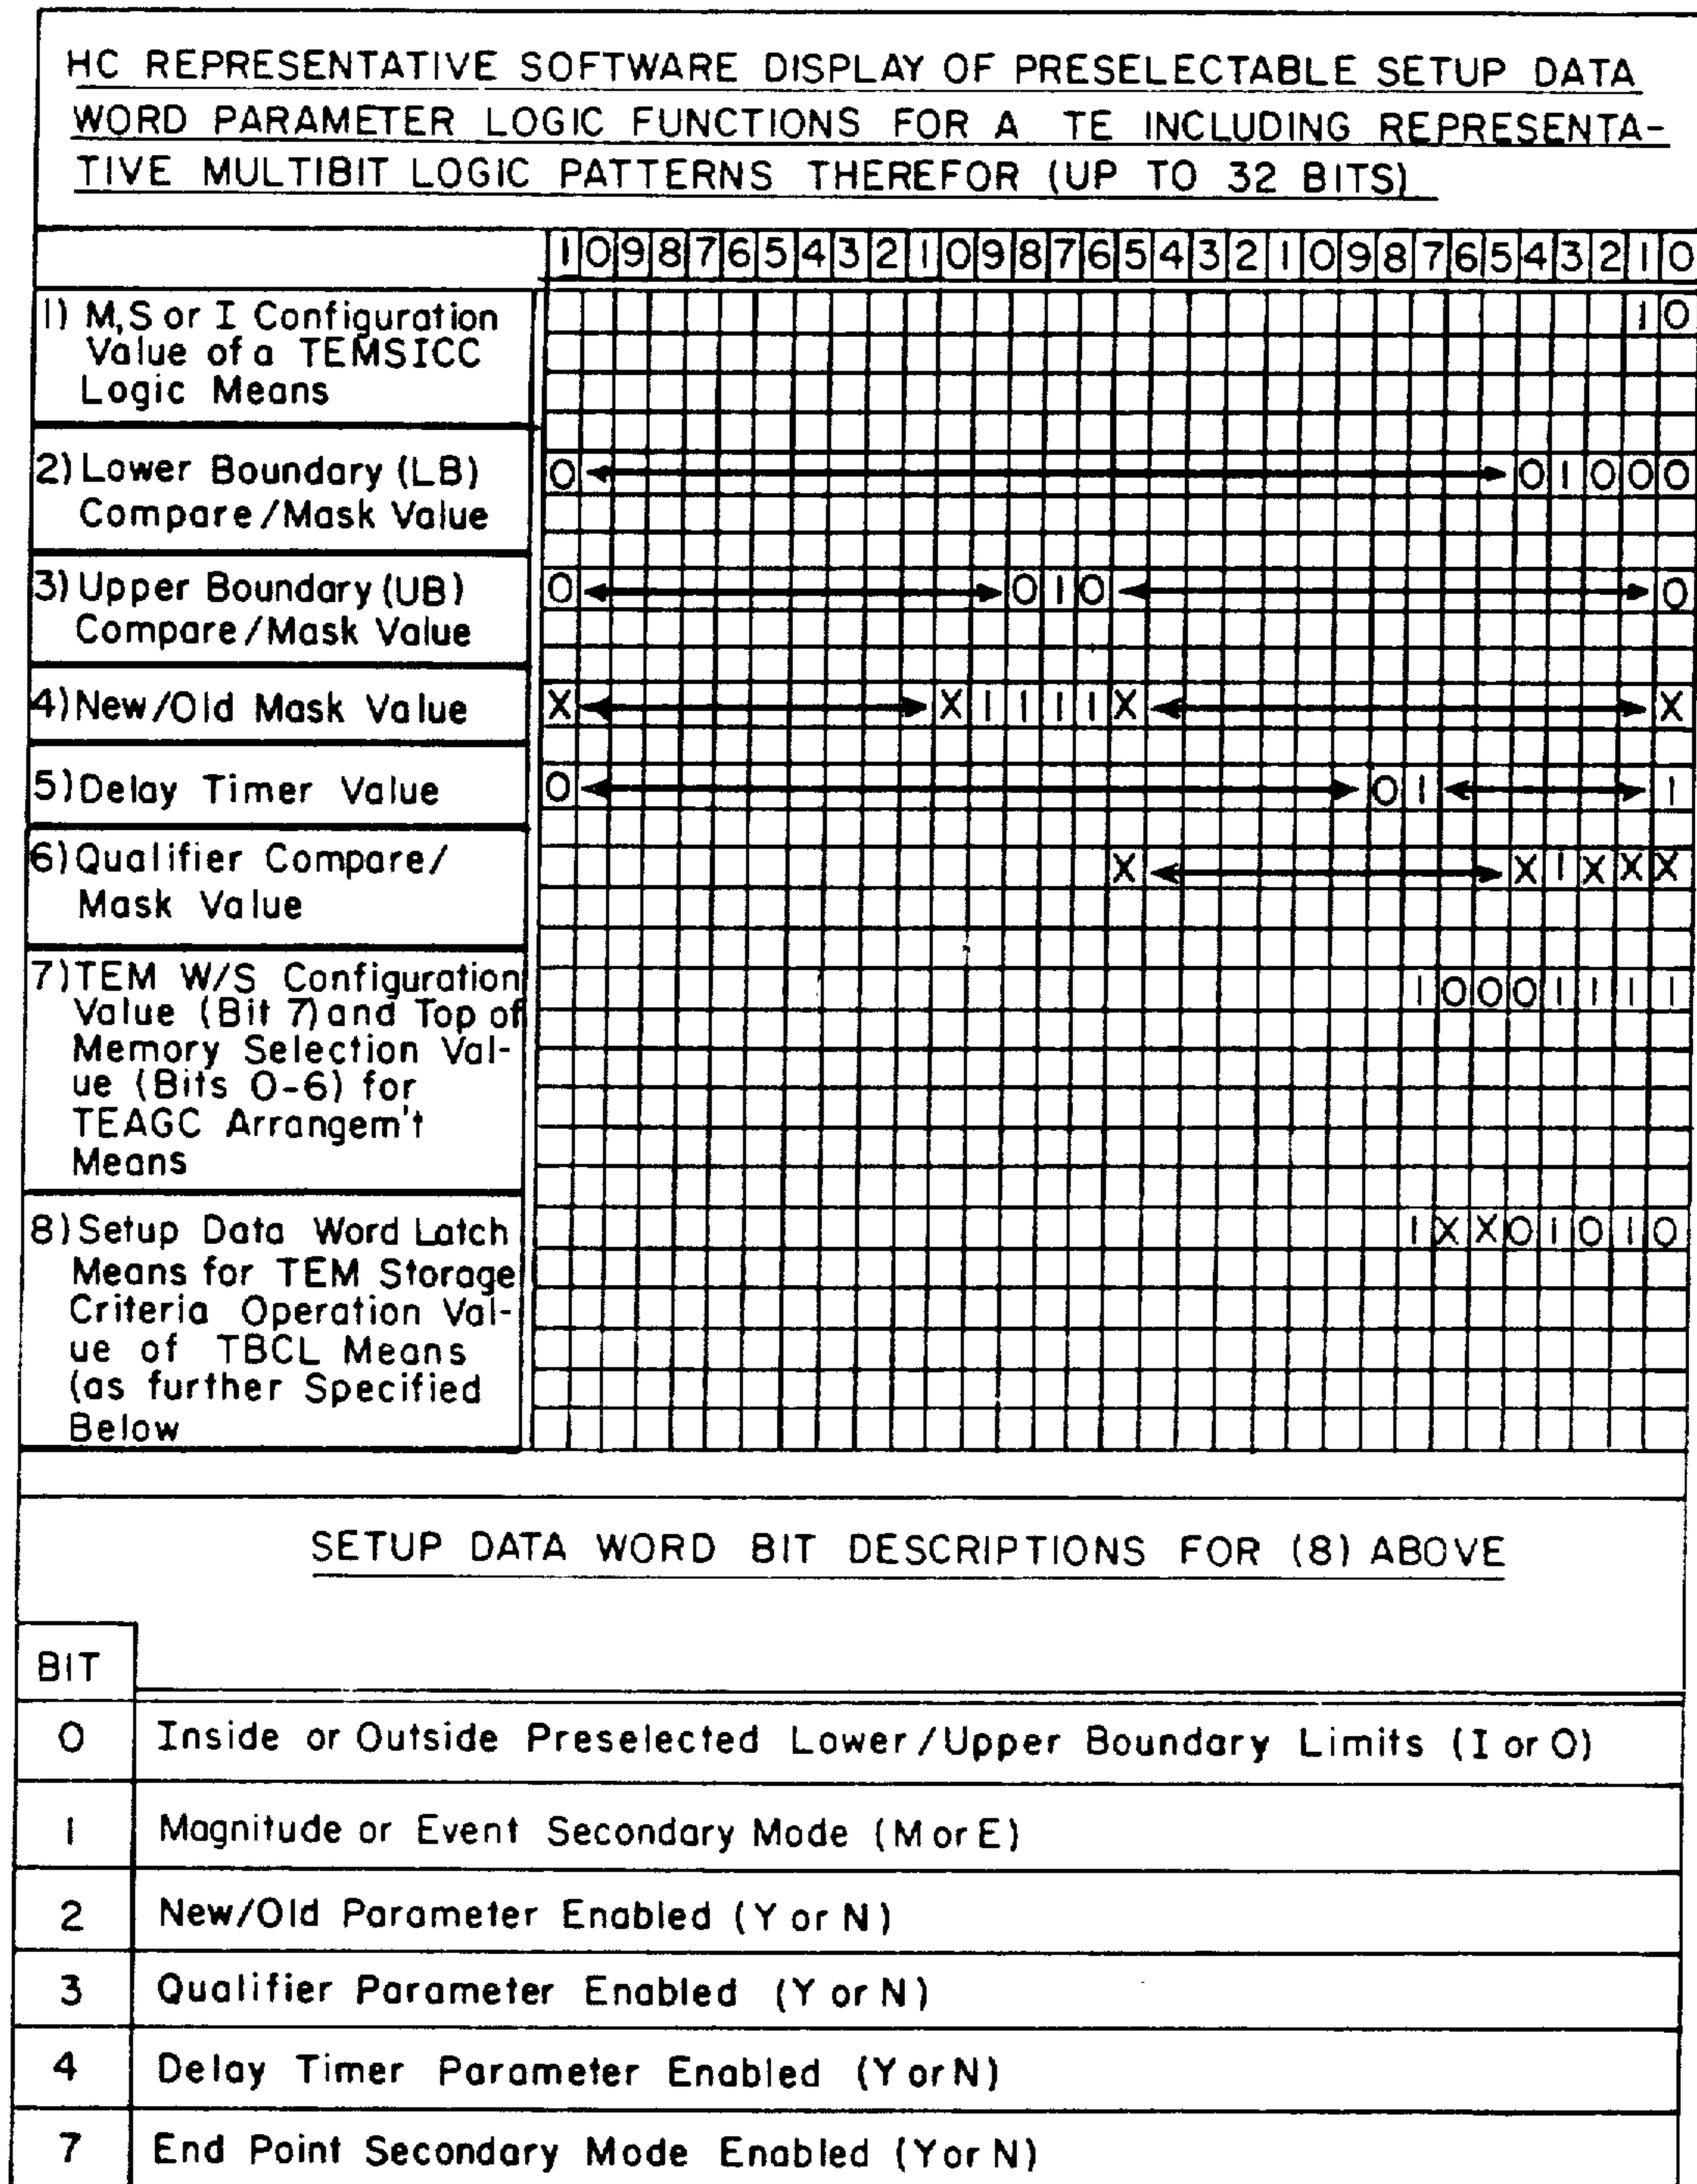 HC REPRESENTATIVE SOFTWARE DISPLAY OF PRESELECTABLE SETUP DATA
WORD PARAMETER LOGIC FUNCTIONS FOR A TE INCLUDING REPRESENTA-
TIVE MULTIBIT LOGIC PATTERNS THEREFOR (UP TO 32 BITS)
1 0 9 8 7 6 5 4 3 2 1 0 9 8 7 6 5 4 3 2 1 0 9 8 7 6 5 4 3 2 1 0
1) M,S or I Configuration 1 0
Value of a TEMSICC
Logic Means
2) Lower Boundary (LB) 0 0 1 0 0 0
Compare/Mask Value
3) Upper Boundary (UB) 0 0 1 0 0
Compare/Mask Value
4) New/Old Mask Value X X 1 1 1 1 X X
5) Delay Timer Value 0 0 1 1
6) Qualifier Compare/ X X 1 X X X
Mask Value
7) TEM W/S Configuration 1 0 0 0 1 1 1 1
Value (Bit 7) and Top of
Memory Selection Val-
ue (Bits 0-6) for
TEAGC Arrangem't
Means
8) Setup Data Word Latch 1 X X 0 1 0 1 0
Means for TEM Storage
Criteria Operation Val-
ue of TBCL Means
(as further Specified
Below
SETUP DATA WORD BIT DESCRIPTIONS FOR (8) ABOVE
BIT
0 Inside or Outside Preselected Lower/Upper Boundary Limits (I or O)
1 Magnitude or Event Secondary Mode (M or E)
2 New/Old Parameter Enabled (Y or N)
3 Qualifier Parameter Enabled (Y or N)
4 Delay Timer Parameter Enabled (Y or N)
7 End Point Secondary Mode Enabled (Y or N)